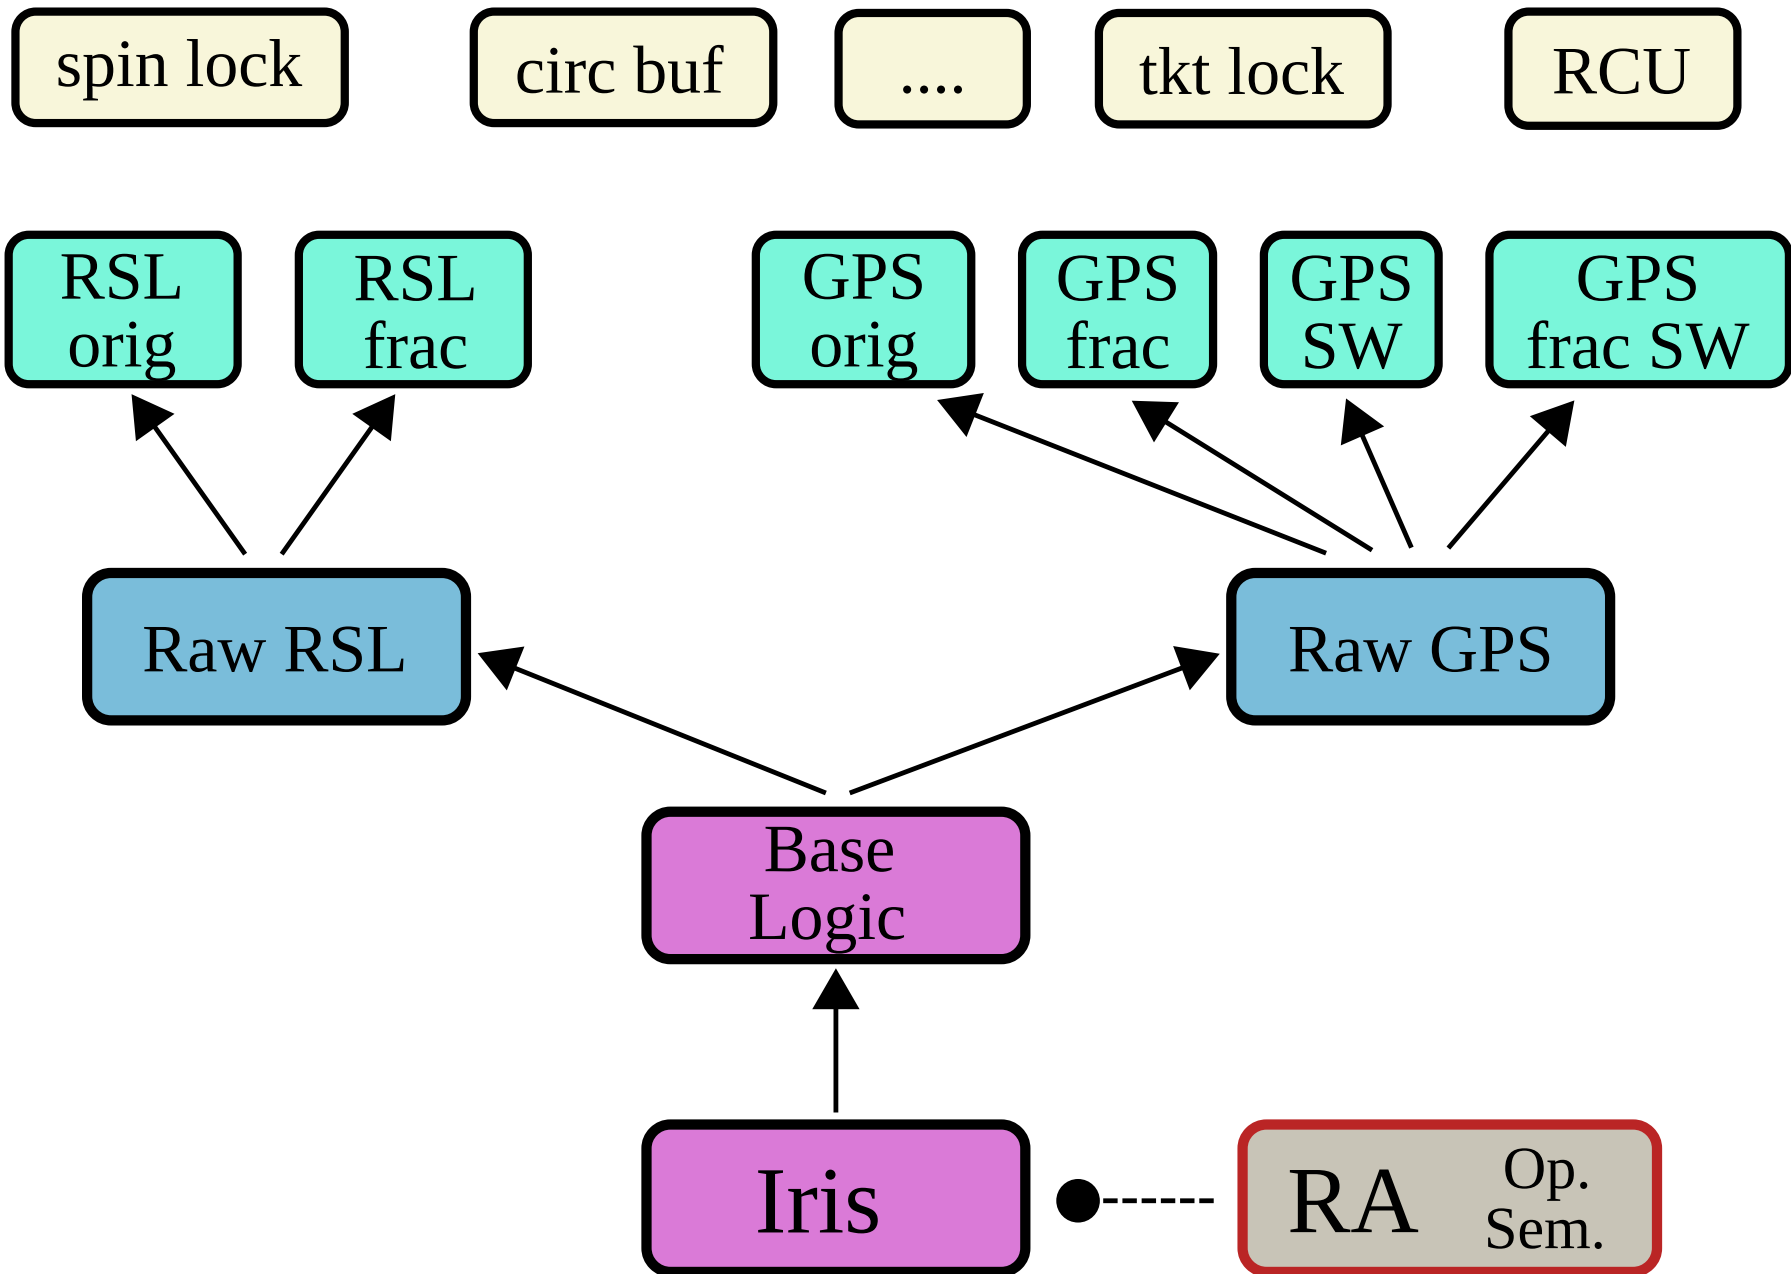 spin lock
circ buf
....
tkt lock
RCU
RSL
orig
RSL
frac
GPS
orig
GPS
frac
GPS
SW
GPS
frac SW
Raw RSL
Raw GPS
Base
Logic
Iris
RA
Op.
Sem.